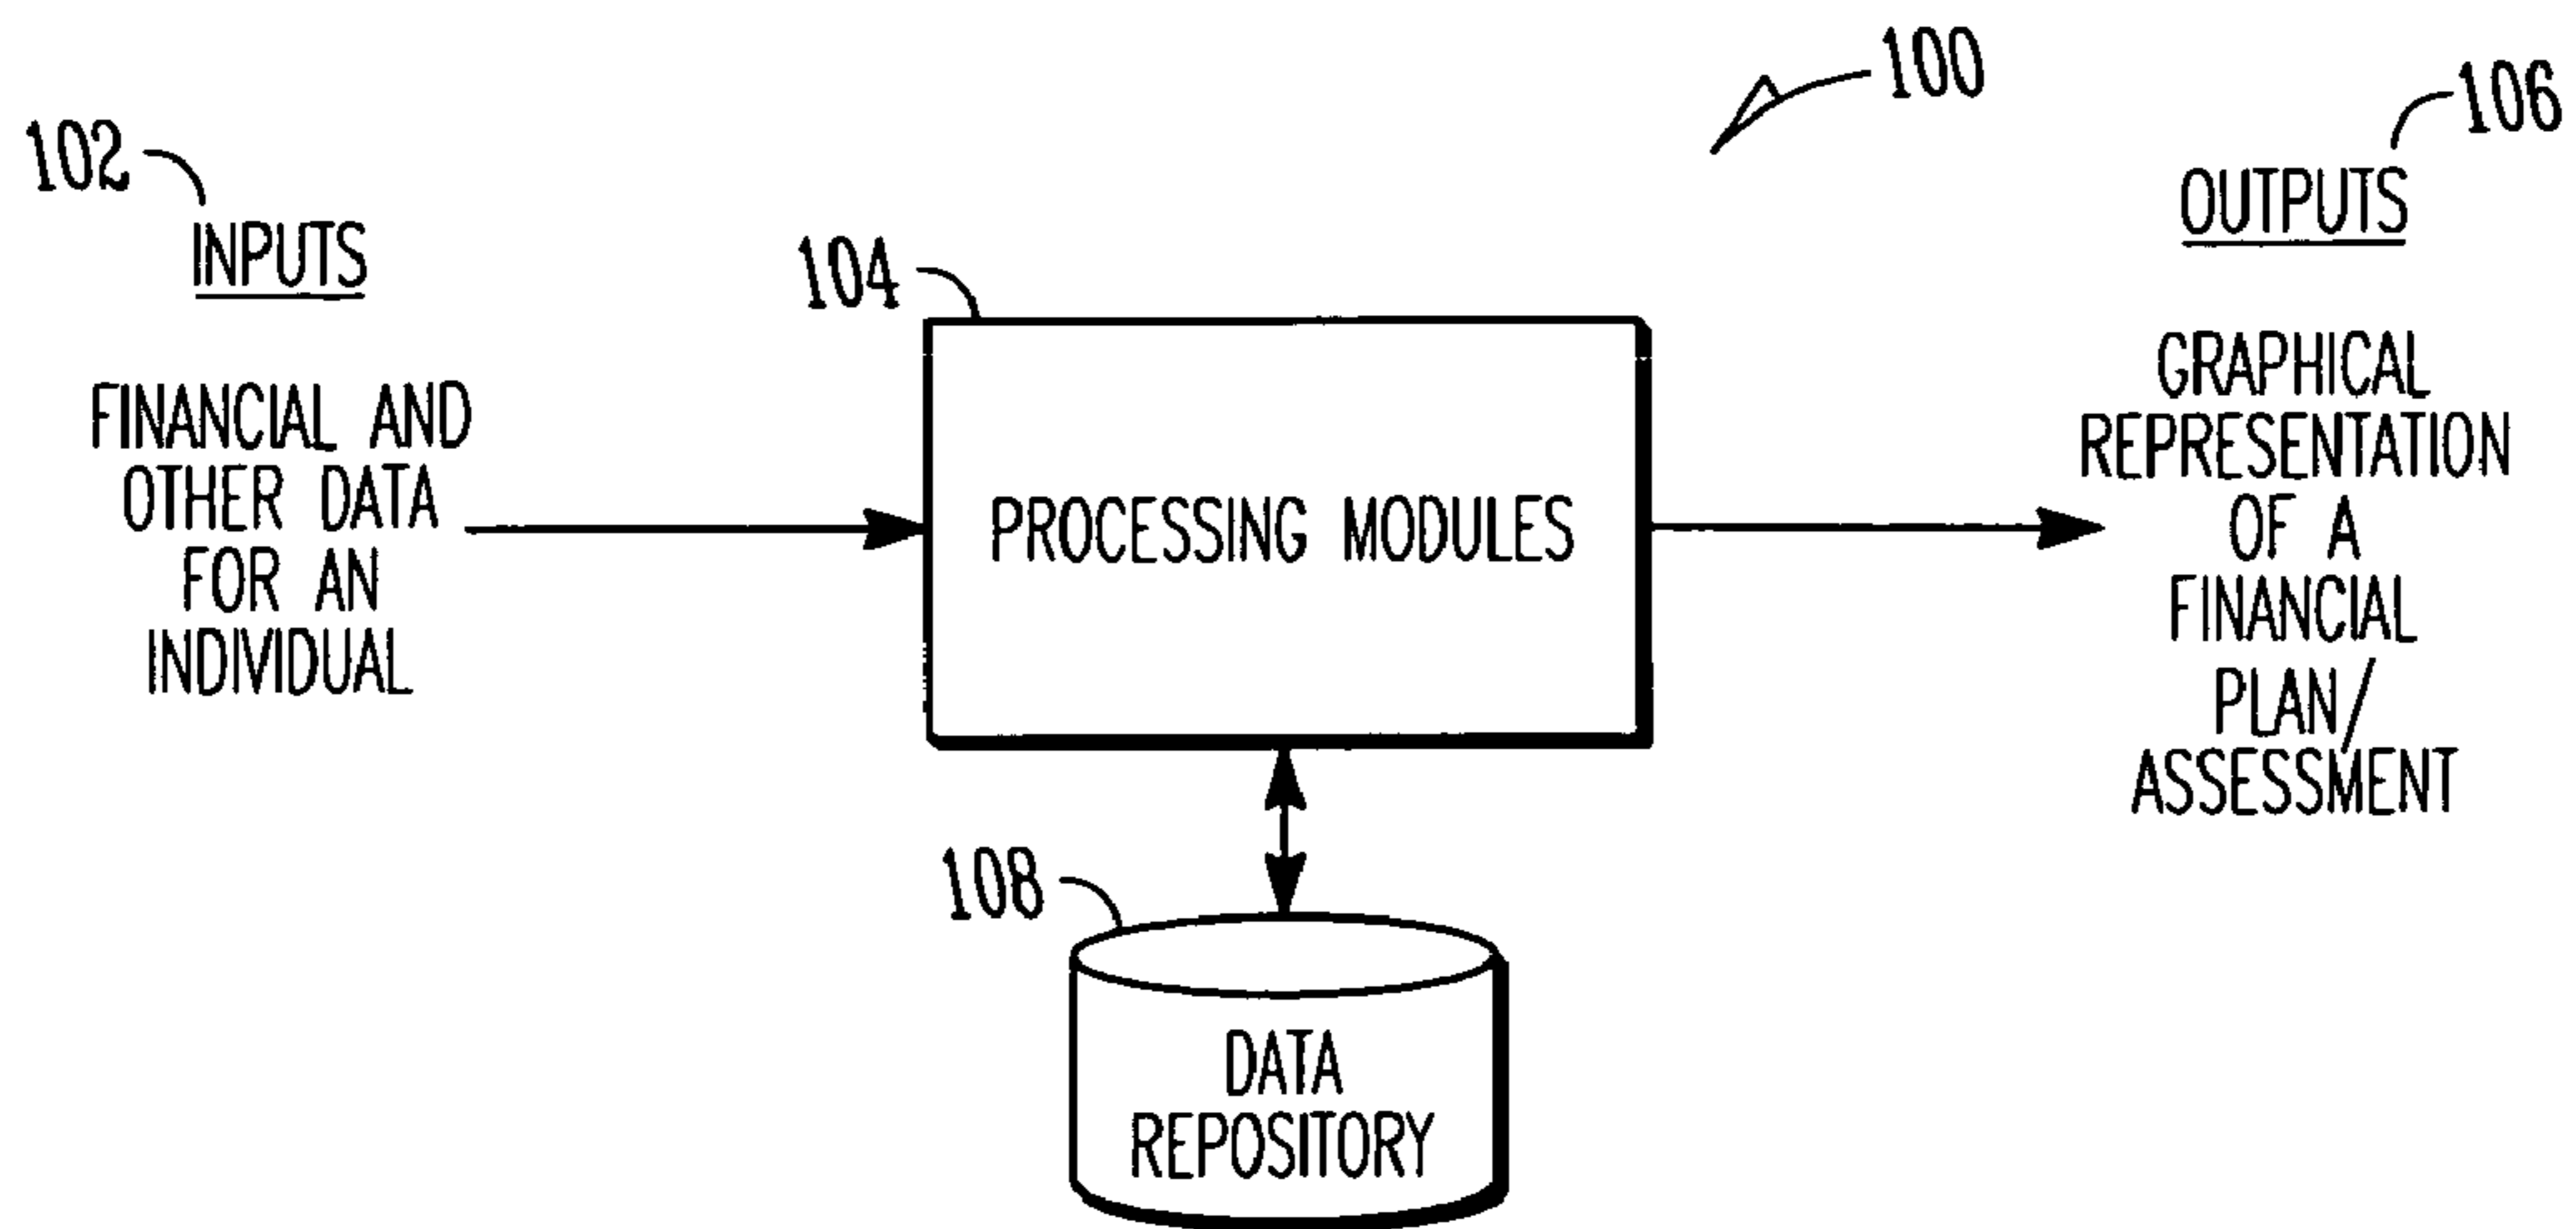 100
102
INPUTS
FINANCIAL AND
OTHER DATA
FOR AN
INDIVIDUAL
104
PROCESSING MODULES
108
DATA
REPOSITORY
106
OUTPUTS
GRAPHICAL
REPRESENTATION
OF A
FINANCIAL
PLAN/
ASSESSMENT